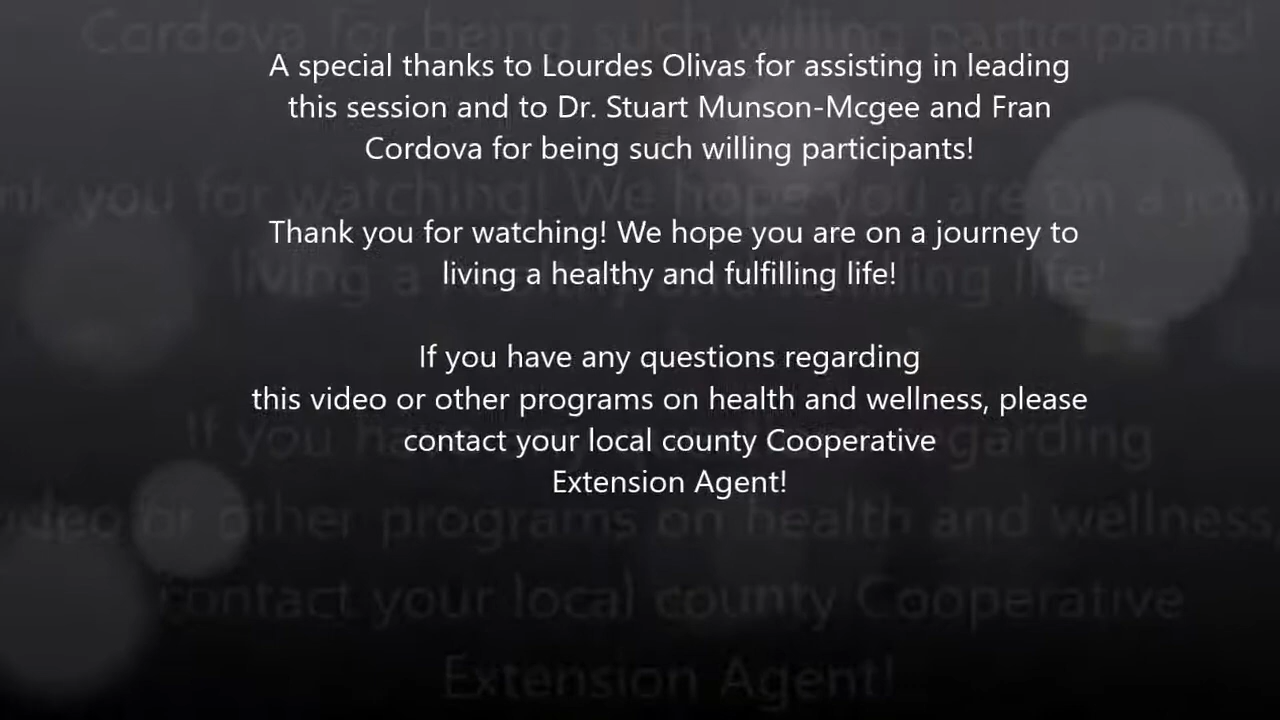 A special thanks to Lourdes Olivas for assisting in leading
this session and to Dr. Stuart Munson-Mcgee and Fran
Cordova for being such willing participants!
Thank you for watching! We hope you are on a journey to
living a healthy and fulfilling life!
If you have any questions regarding
this video or other programs on health and wellness, please
contact your local county Cooperative
Extension Agent!